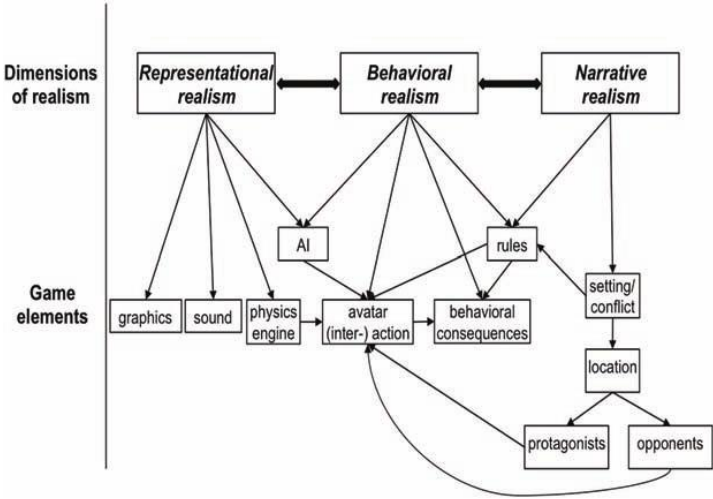 Dimensions
of realism
Representational
realism
Behavioral
realism
Narrative
realism
Game
elements
AI
rules
graphics
sound
physics
engine
avatar
(inter-) action
behavioral
consequences
setting/
conflict
location
protagonists
opponents